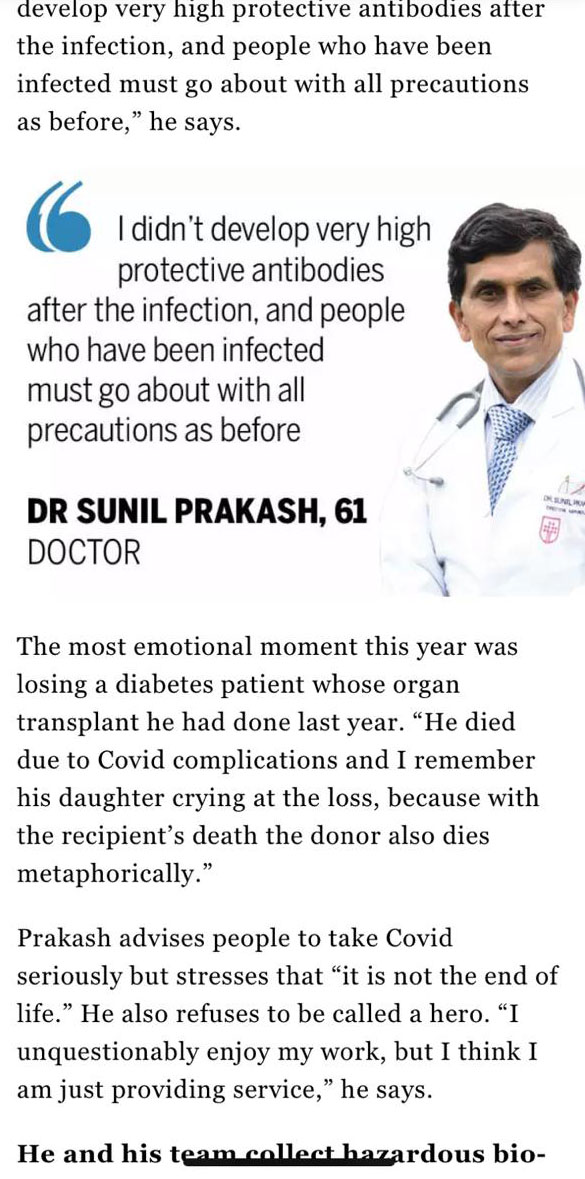 develop very high protective antibodies after
the infection, and people who have been
infected must go about with all precautions
as before,” he says.
I didn’t develop very high
protective antibodies
after the infection, and people
who have been infected
must go about with all
precautions as before
DR SUNIL PRAKASH, 61
DOCTOR
The most emotional moment this year was
losing a diabetes patient whose organ
transplant he had done last year. “He died
due to Covid complications and I remember
his daughter crying at the loss, because with
the recipient’s death the donor also dies
metaphorically.”
Prakash advises people to take Covid
seriously but stresses that “it is not the end of
life.” He also refuses to be called a hero. “I
unquestionably enjoy my work, but I think I
am just providing service,” he says.
He and his team collect hazardous bio-